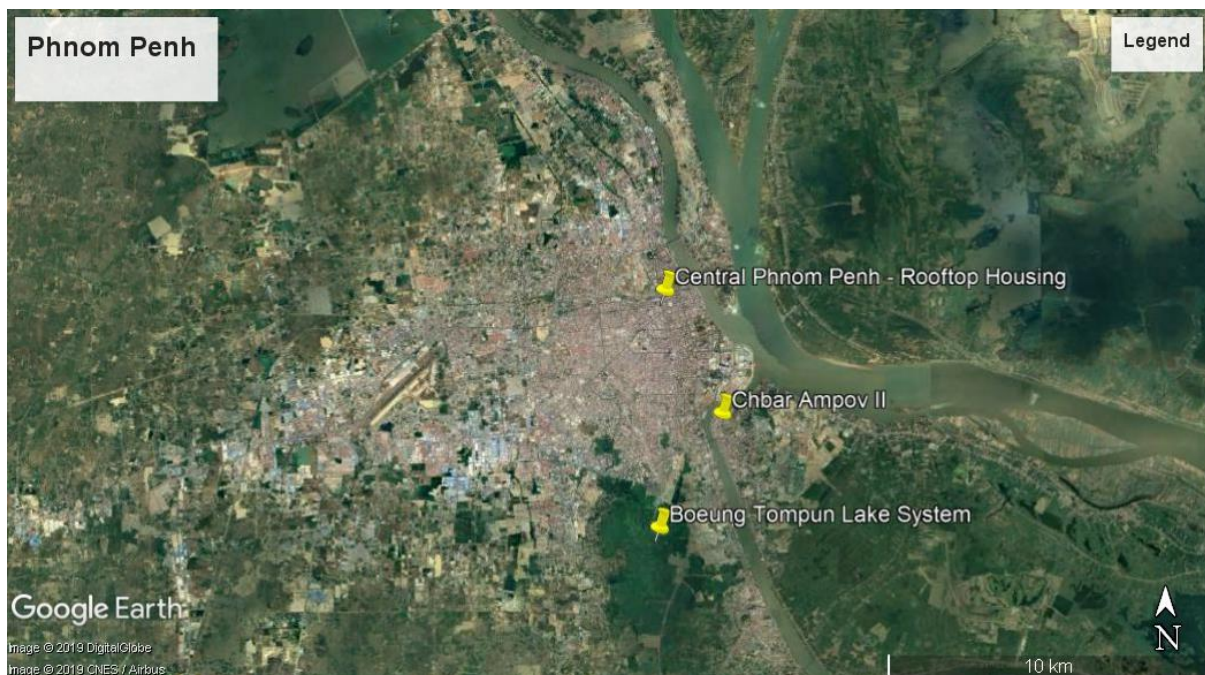 Phnom Penh
Legend
Central Phnom Penh - Rooftop Housing
Chbar Ampov II
Boeung Tompun Lake System
Google Earth
Image © 2019 DigitalGlobe
Image © 2019 CNES / Airbus
N
10 km